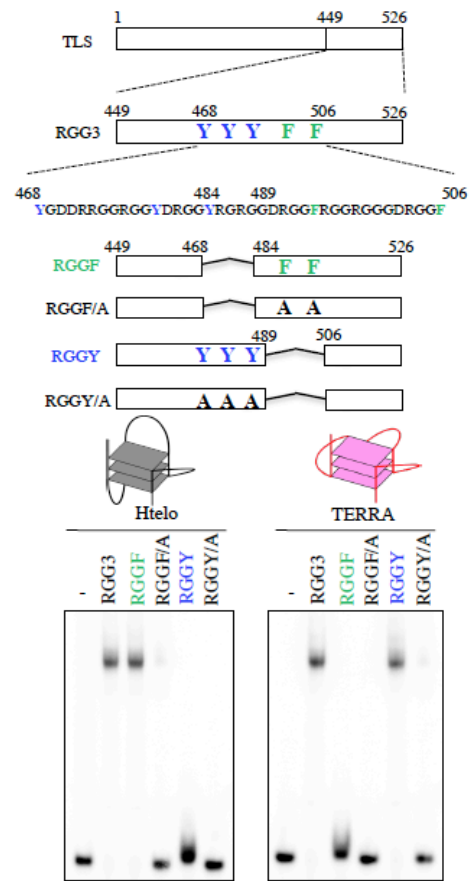 1 449 526
TLS
449 468 506 526
RGG3 Y Y Y F F
468 484 489 506
YGDDRRGGRGGYDRGGYRGRGGDRGGFRGGRGGGDRGGF
449 468 484 526
RGGF F F
RGGF/A A A
RGGY Y Y Y 489 506
RGGY/A A A A
Htelo TERRA
- RGG3 RGGF RGGF/A RGGY RGGY/A - RGG3 RGGF RGGF/A RGGY RGGY/A